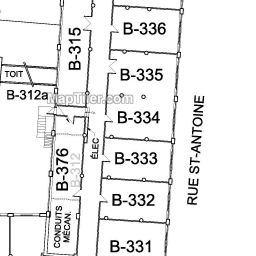 B-336
B-315
B-335
TOIT
B-312a
MapTiler.com
B-334
RUE ST-ANTOINE
ÉLEC
B-333
B-376
B-312
B-332
CONDUITS
MÉCAN.
B-331